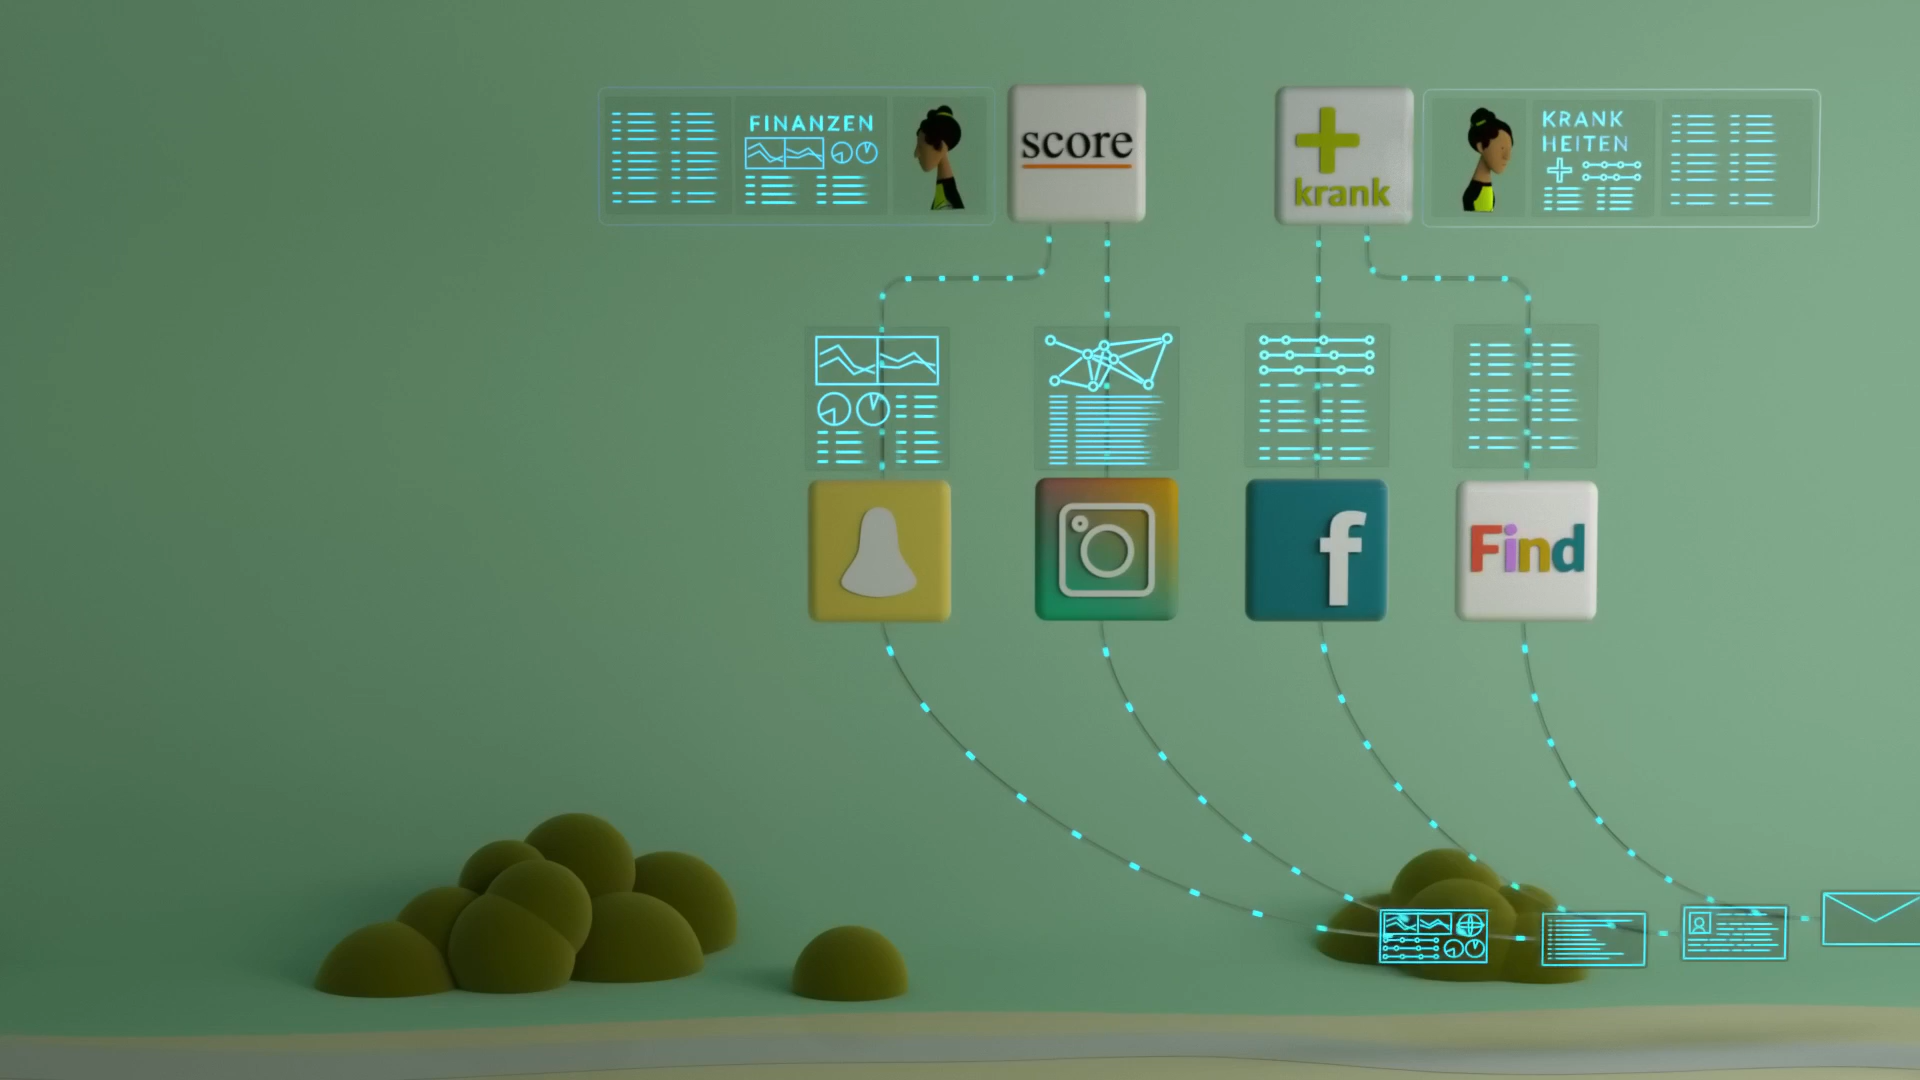 FINANZEN
score
krank
KRANK
HEITEN
f
Find